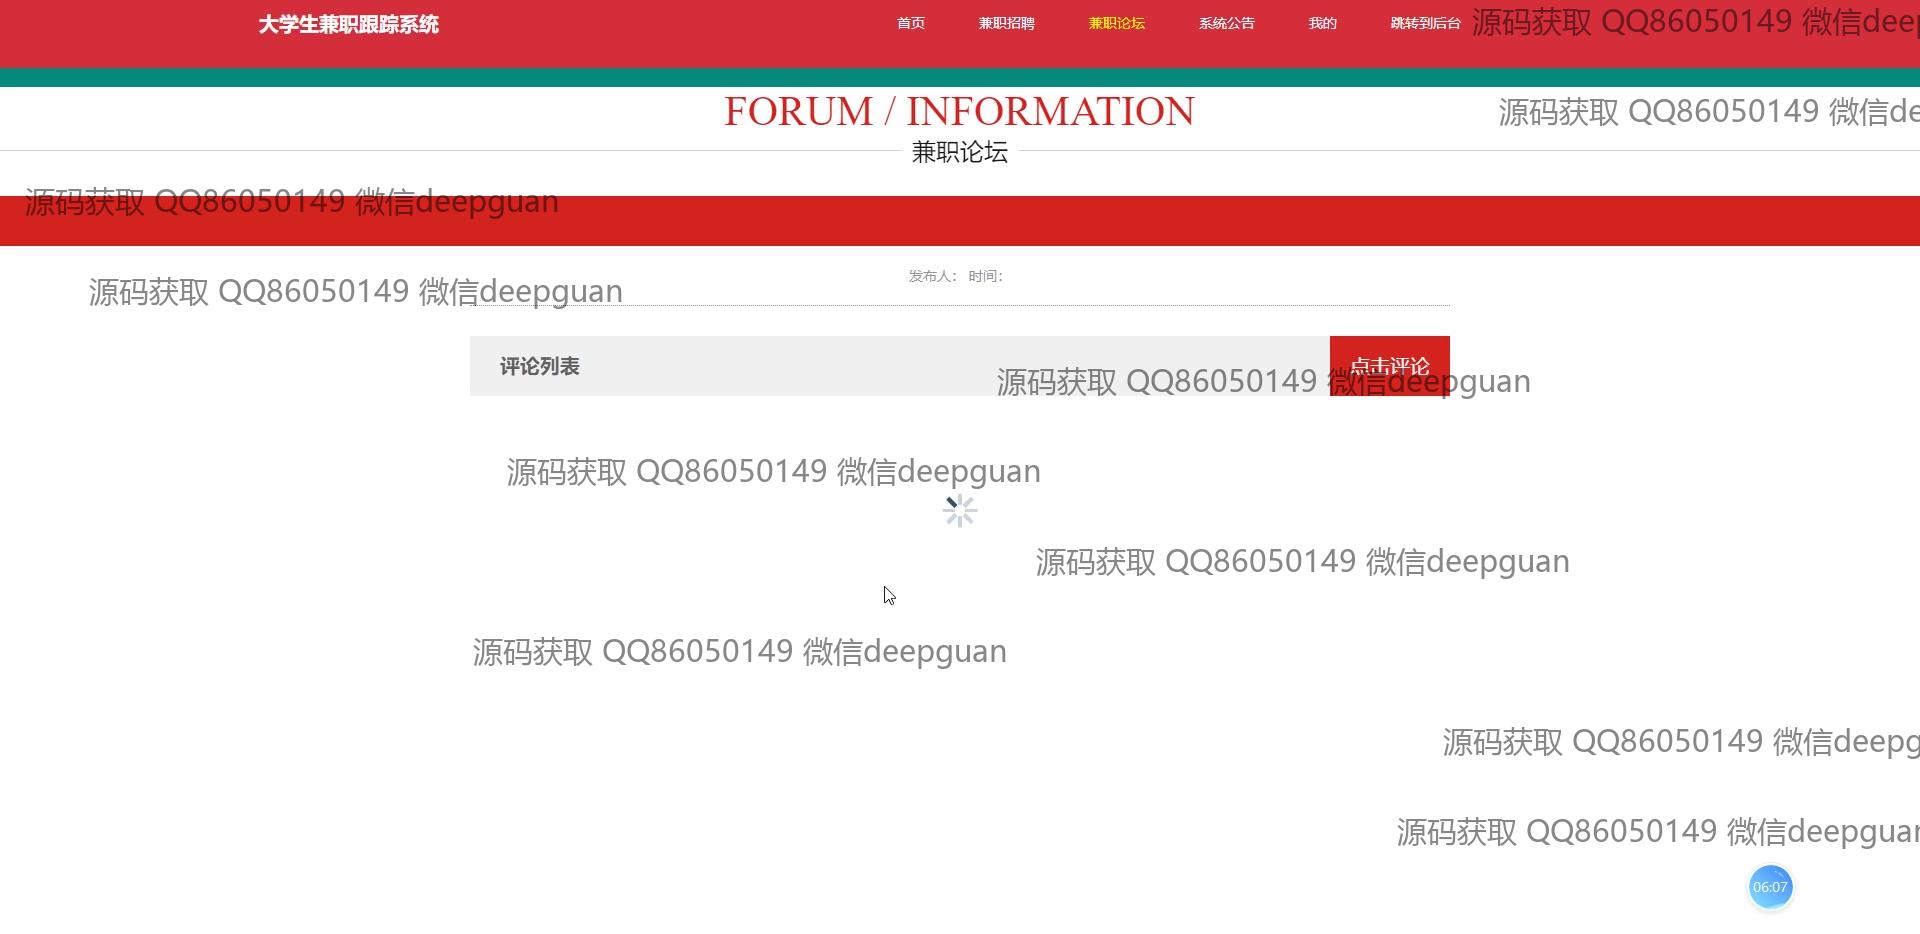 大学生兼职跟踪系统
首页 兼职招聘 兼职论坛 系统公告 我的 跳转到后台
源码获取 QQ86050149 微信deep
FORUM / INFORMATION
源码获取 QQ86050149 微信de
兼职论坛
源码获取 QQ86050149 微信deepguan
发布人： 时间：
源码获取 QQ86050149 微信deepguan
评论列表
点击评论
源码获取 QQ86050149 微信deepguan
源码获取 QQ86050149 微信deepguan
源码获取 QQ86050149 微信deepguan
源码获取 QQ86050149 微信deepguan
源码获取 QQ86050149 微信deepg
源码获取 QQ86050149 微信deepguan
06:07